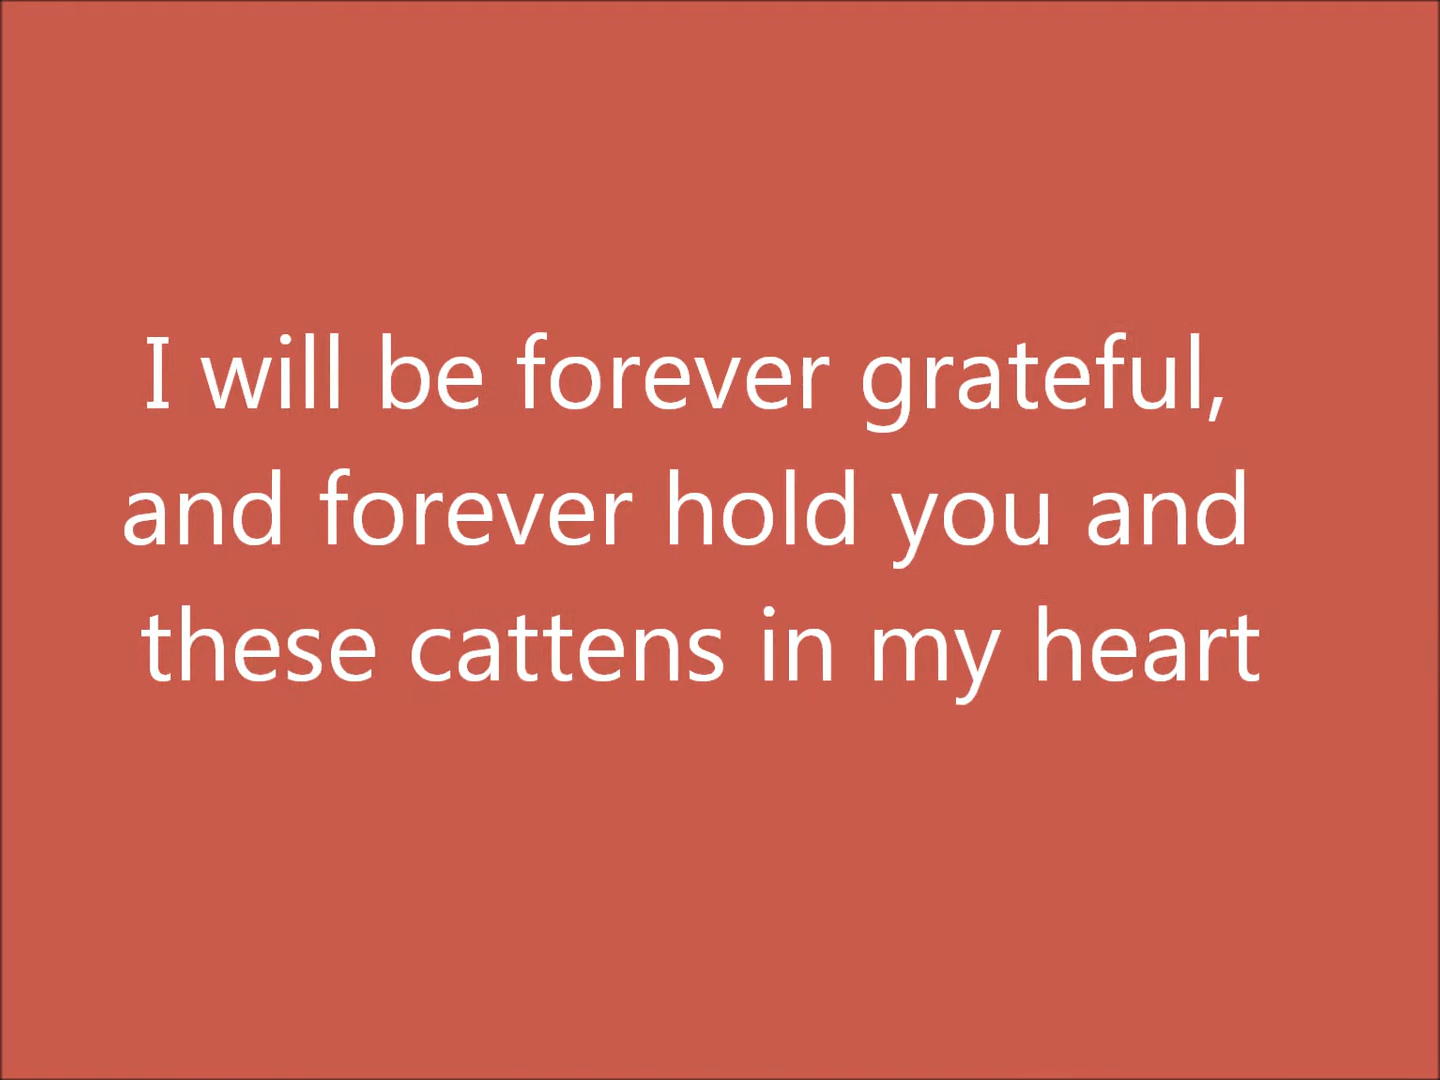 I will be forever grateful,
and forever hold you and
these cattens in my heart